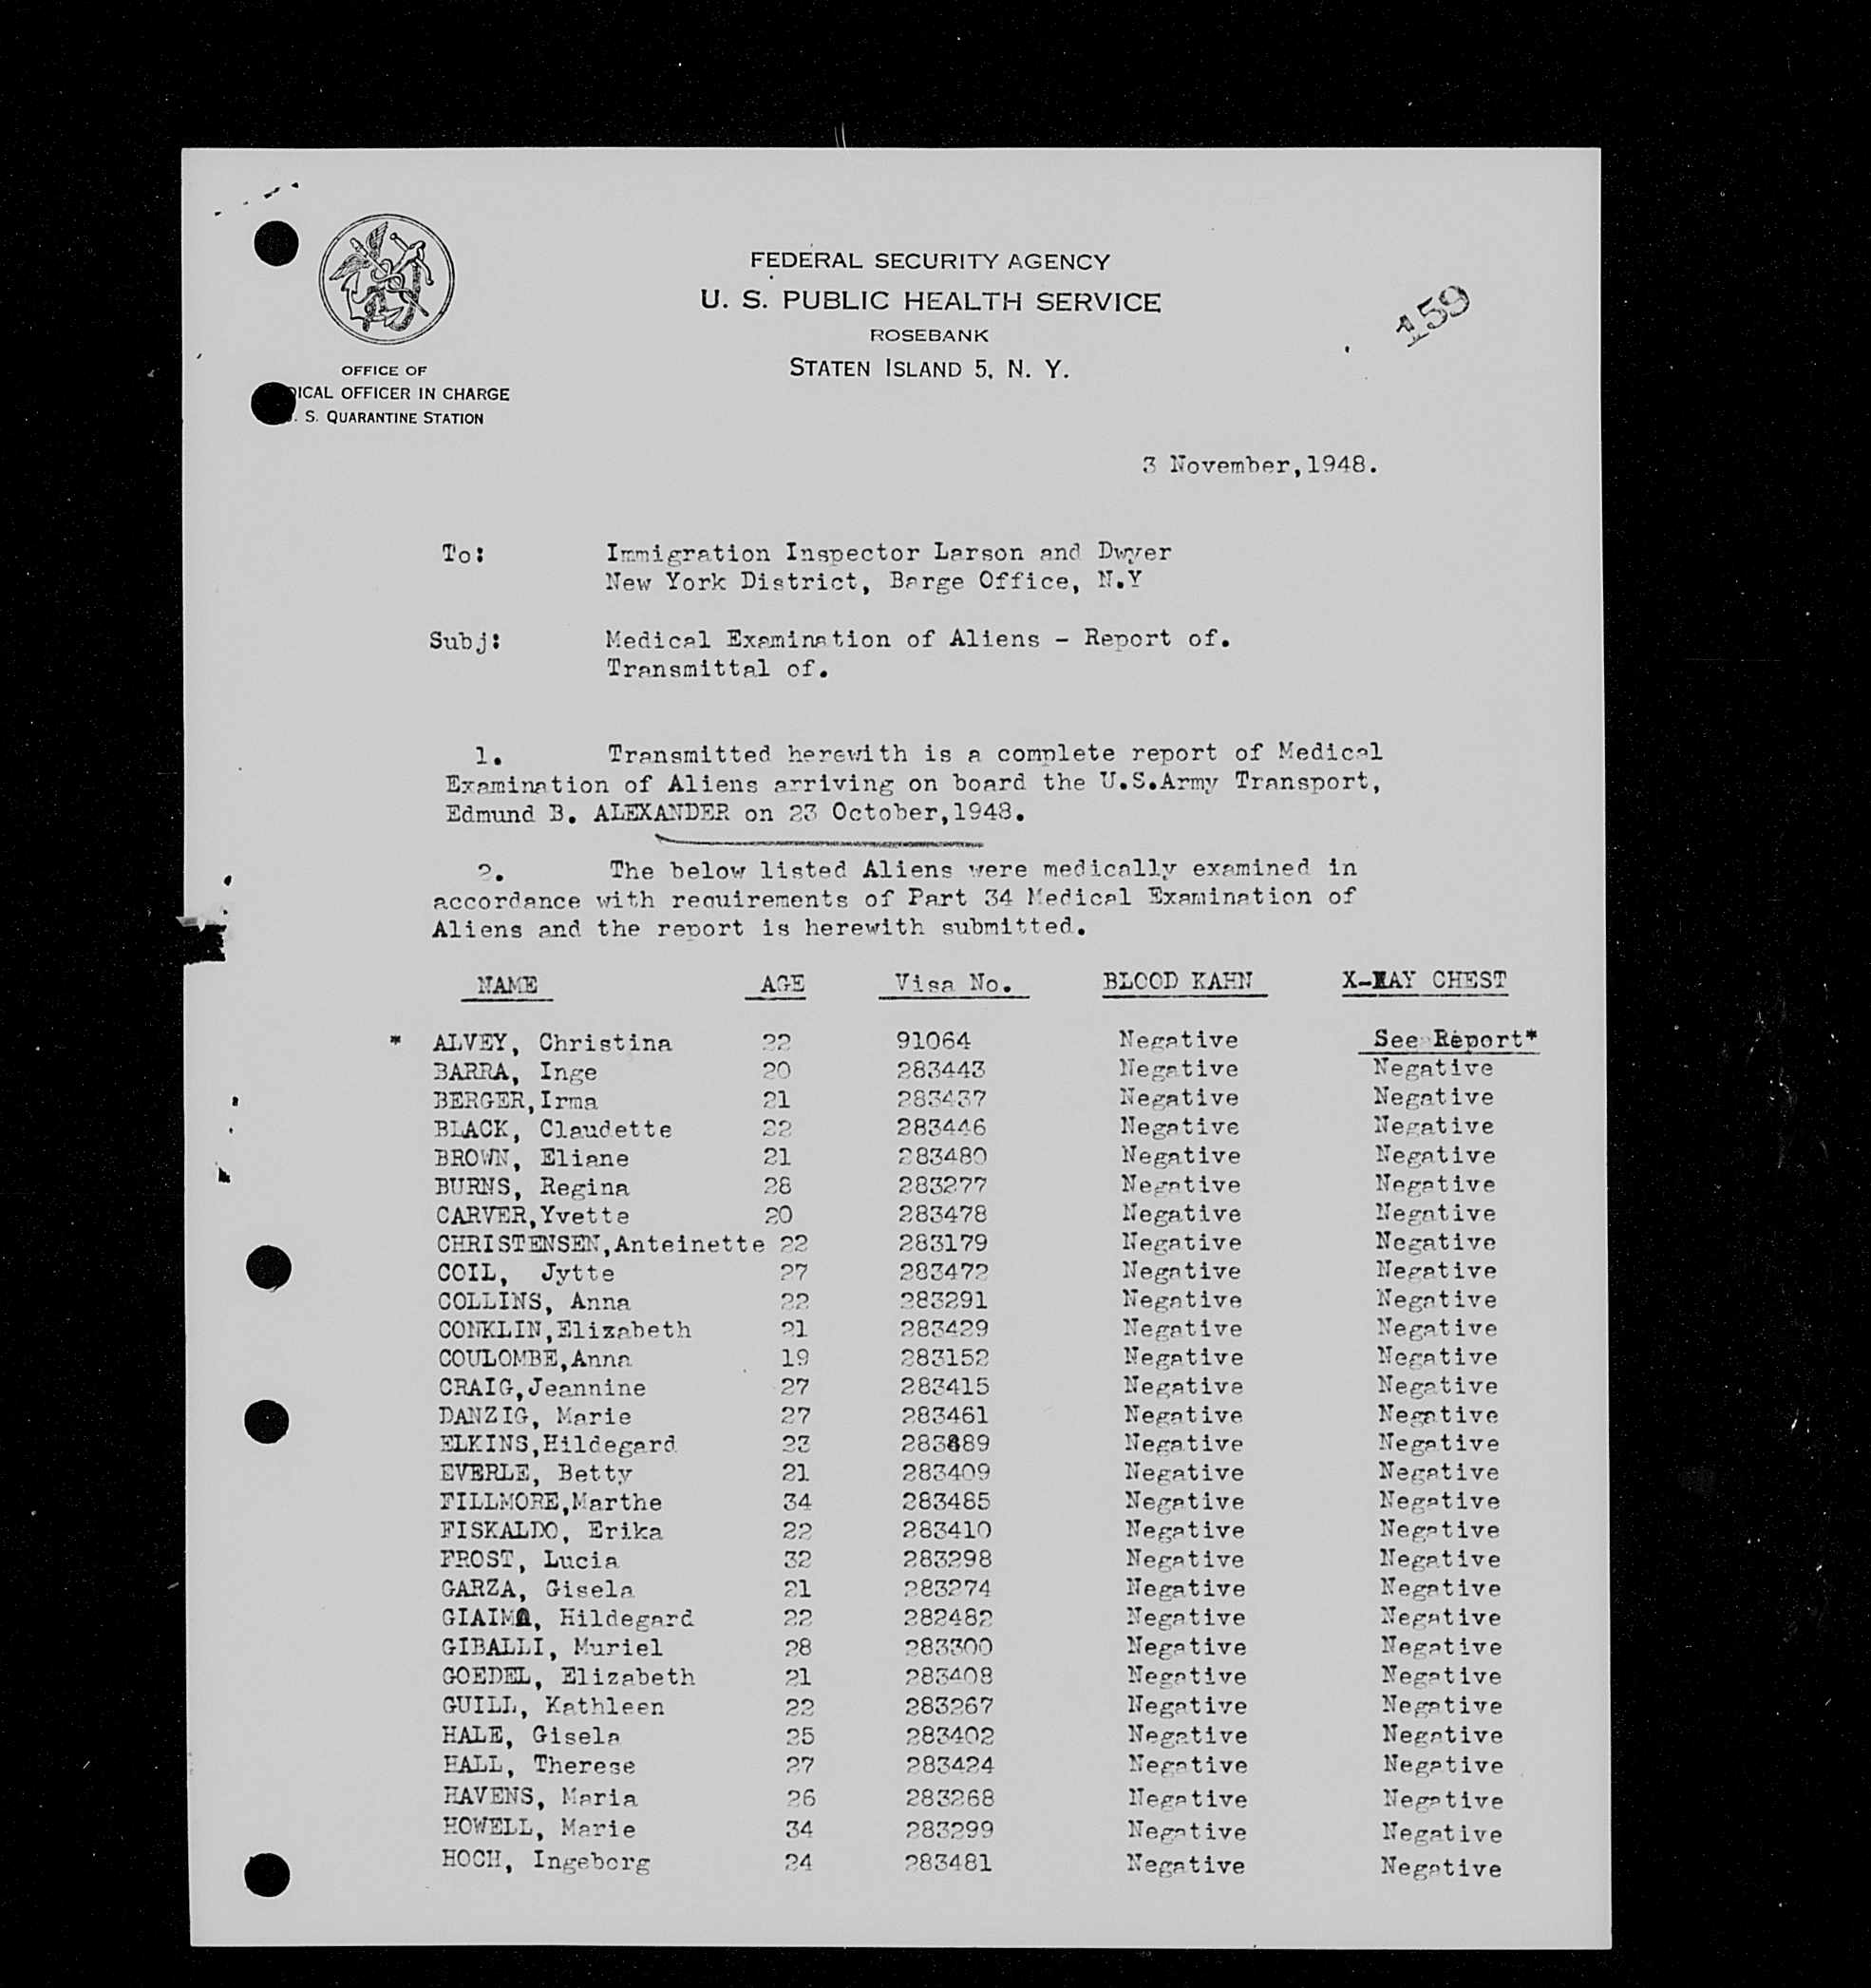 FEDERAL SECURITY AGENCY
U. S. PUBLIC HEALTH SERVICE
ROSEBANK
STATEN ISLAND 5, N. Y.
159
OFFICE OF
ICAL OFFICER IN CHARGE
. S. QUARANTINE STATION
3 November,1948.
To: Immigration Inspector Larson and Dwyer
New York District, Barge Office, N.Y
Subj: Medical Examination of Aliens - Report of.
Transmittal of.
1. Transmitted herewith is a complete report of Medical
Examination of Aliens arriving on board the U.S.Army Transport,
Edmund B. ALEXANDER on 23 October,1948.
2. The below listed Aliens were medically examined in
accordance with requirements of Part 34 Medical Examination of
Aliens and the report is herewith submitted.
NAME AGE Visa No. BLOOD KAHN X-RAY CHEST
* ALVEY, Christina 22 91064 Negative See Report*
BARRA, Inge 20 283443 Negative Negative
BERGER,Irma 21 283437 Negative Negative
BLACK, Claudette 22 283446 Negative Negative
BROWN, Eliane 21 283480 Negative Negative
BURNS, Regina 28 283277 Negative Negative
CARVER,Yvette 20 283478 Negative Negative
CHRISTENSEN,Anteinette 22 283179 Negative Negative
COIL, Jytte 27 283472 Negative Negative
COLLINS, Anna 22 283291 Negative Negative
CONKLIN,Elizabeth 21 283429 Negative Negative
COULOMBE,Anna 19 283152 Negative Negative
CRAIG,Jeannine 27 283415 Negative Negative
DANZIG, Marie 27 283461 Negative Negative
ELKINS,Hildegard 23 Negative Negative
EVERLE, Betty 21 283409 Negative Negative
FILLMORE,Marthe 34 283485 Negative Negative
FISKALDO, Erika 22 283410 Negative Negative
FROST, Lucia 32 283298 Negative Negative
GARZA, Gisela 21 283274 Negative Negative
Hildegard 22 282482 Negative Negative
GIBALLI, Muriel 28 283300 Negative Negative
GOEDEL, Elizabeth 21 283408 Negative Negative
GUILL, Kathleen 22 283267 Negative Negative
HALE, Gisela 25 283402 Negative Negative
HALL, Therese 27 283424 Negative Negative
HAVENS, Maria 26 283268 Negative Negative
HOWELL, Marie 34 283299 Negative Negative
HOCH, Ingeborg 24 283481 Negative Negative